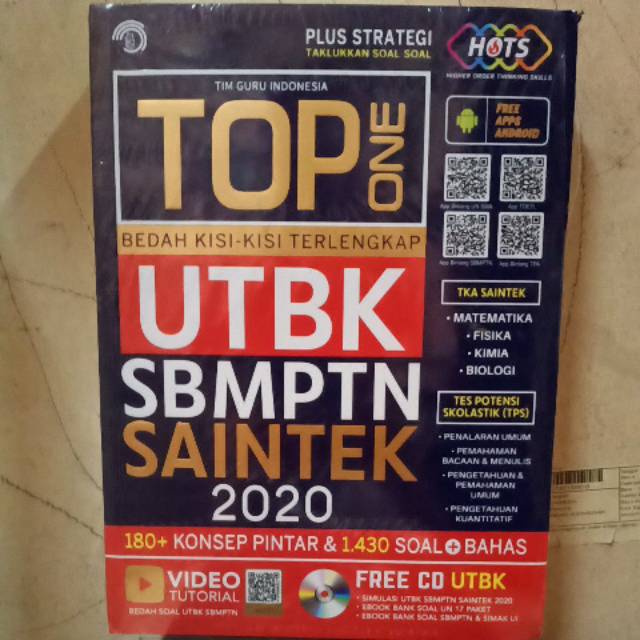 PLUS STRATEGI
TAKLUKKAN SOAL SOAL
HOTS
HIGHER ORDER THINKING SKILLS
TIM GURU INDONESIA
TOP ONE
FREE
APPS
ANDROID
BEDAH KISI-KISI TERLENGKAP
UTBK
SBMPTN
SAINTEK
2020
App Bintang SBMPTN
TKA SAINTEK
• MATEMATIKA
• FISIKA
• KIMIA
• BIOLOGI
TES POTENSI
SKOLASTIK (TPS)
• PENALARAN UMUM
• PEMAHAMAN
BACAAN & MENULIS
• PENGETAHUAN &
PEMAHAMAN
UMUM
• PENGETAHUAN
KUANTITATIF
180+ KONSEP PINTAR & 1.430 SOAL + BAHAS
VIDEO
TUTORIAL
BEDAH SOAL UTBK SBMPTN
FREE CD UTBK
• SIMULASI UTBK SBMPTN SAINTEK 2020
• EBOOK BANK SOAL UN 17 PAKET
• EBOOK BANK SOAL SBMPTN & SIMAK UI